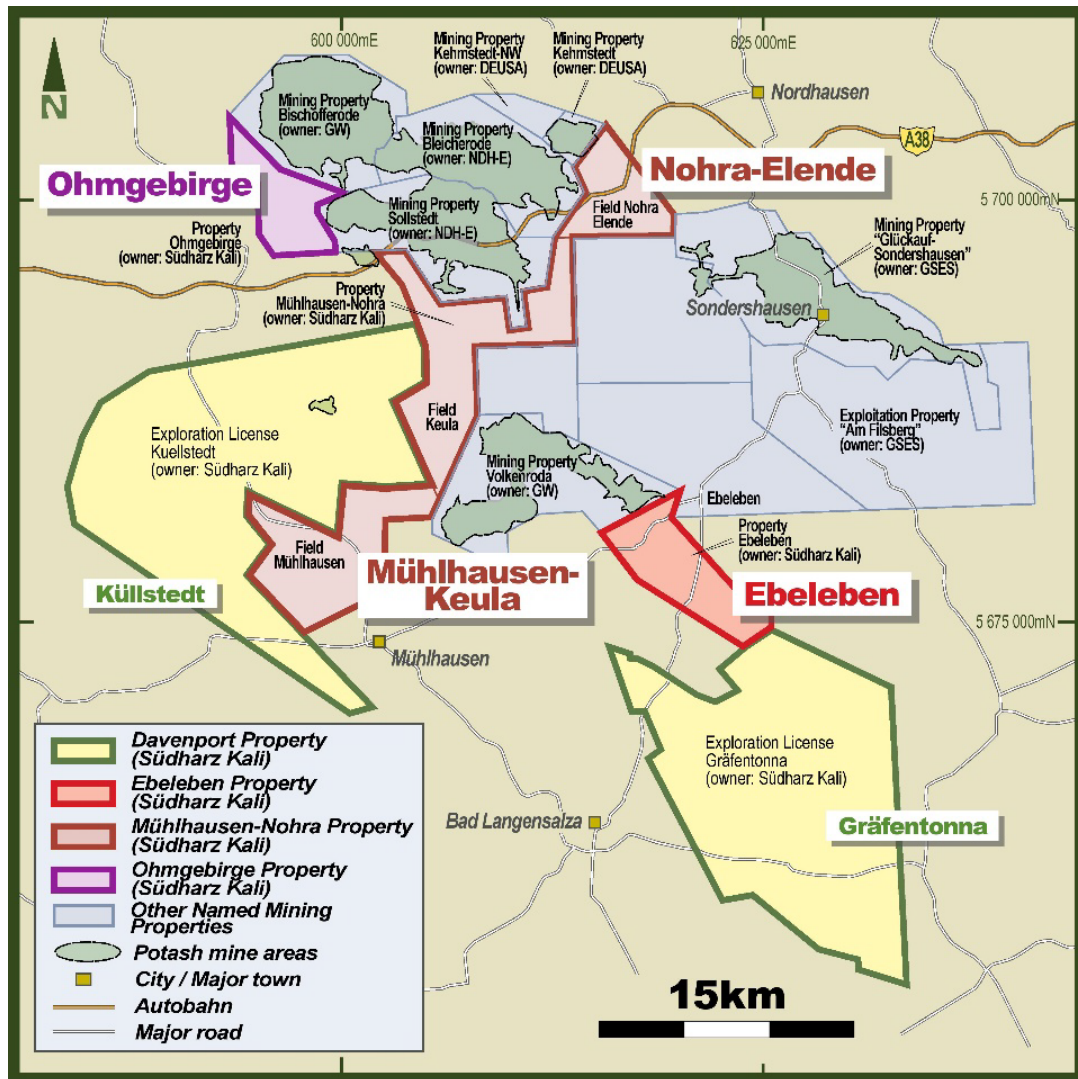 600 000mE
625 000mE
Mining Property
Kehmstedt-NW
(owner: DEUSA)
Mining Property
Kehmstedt
(owner: DEUSA)
N
Nordhausen
Mining Property
Bischofferode
(owner: GW)
Mining Property
Bleicherode
(owner: NDH-E)
A38
Ohmgebirge
Nohra-Elende
5 700 000mN
Mining Property
Sollstedt
(owner: NDH-E)
Field Nohra
Elende
Property
Ohmgebirge
(owner: Südharz Kali)
Mining Property
"Glückauf-
Sondershausen"
(owner: GSES)
Property
Mühlhausen-Nohra
(owner: Südharz Kali)
Sondershausen
Field
Keula
Exploration License
Kuellstedt
(owner: Südharz Kali)
Exploitation Property
"Am Filsberg"
(owner: GSES)
Mining Property
Volkenroda
(owner: GW)
Ebeleben
Property
Ebeleben
(owner: Südharz Kali)
Field
Mühlhausen
Küllstedt
Mühlhausen-
Keula
Ebeleben
5 675 000mN
Mühlhausen
Exploration License
Gräfentonna
(owner: Südharz Kali)
Bad Langensalza
Gräfentonna
Davenport Property
(Südharz Kali)
Ebeleben Property
(Südharz Kali)
Mühlhausen-Nohra Property
(Südharz Kali)
Ohmgebirge Property
(Südharz Kali)
Other Named Mining
Properties
Potash mine areas
City / Major town
Autobahn
Major road
15km